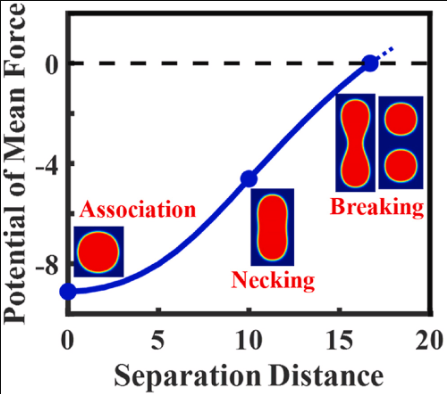 Potential of Mean Force
0
-4
-8
Association
Necking
Breaking
0 5 10 15 20
Separation Distance